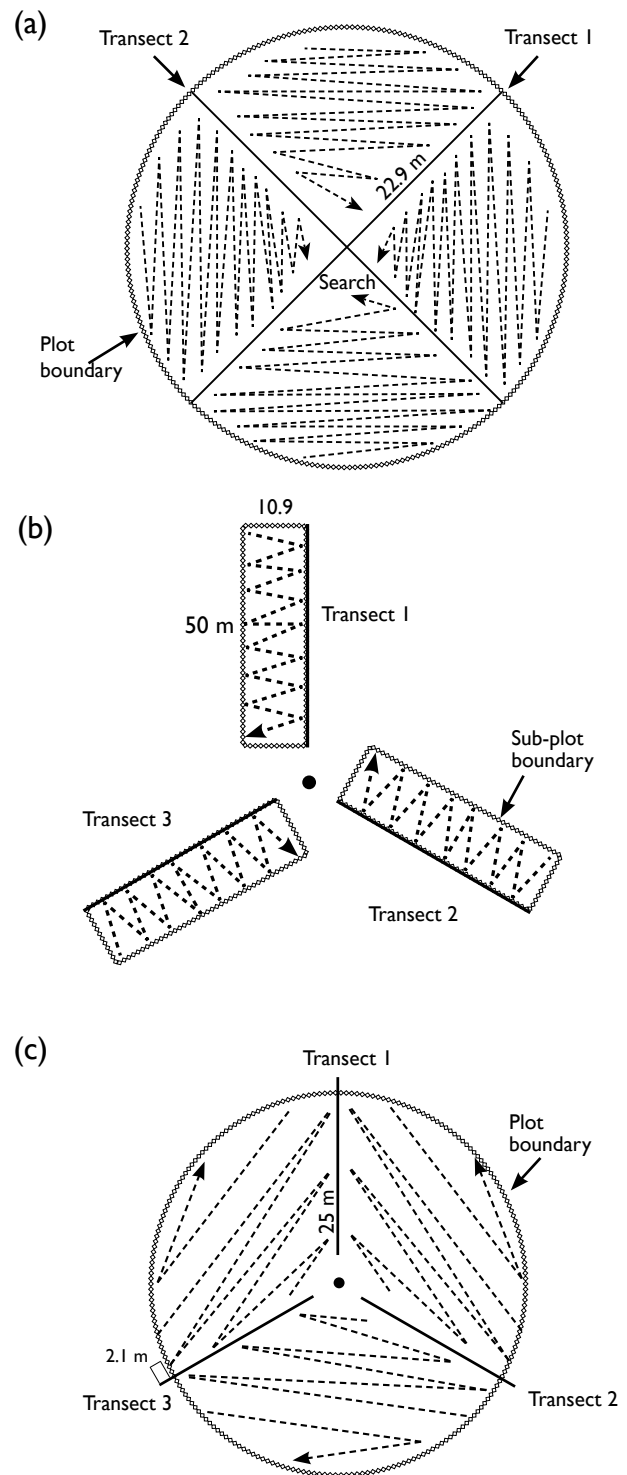 (a)
Transect 2
Transect 1
22.9 m
Search
Plot
boundary
(b)
10.9
50 m
Transect 1
Sub-plot
boundary
Transect 3
Transect 2
(c)
Transect 1
Plot
boundary
25 m
2.1 m
Transect 3
Transect 2